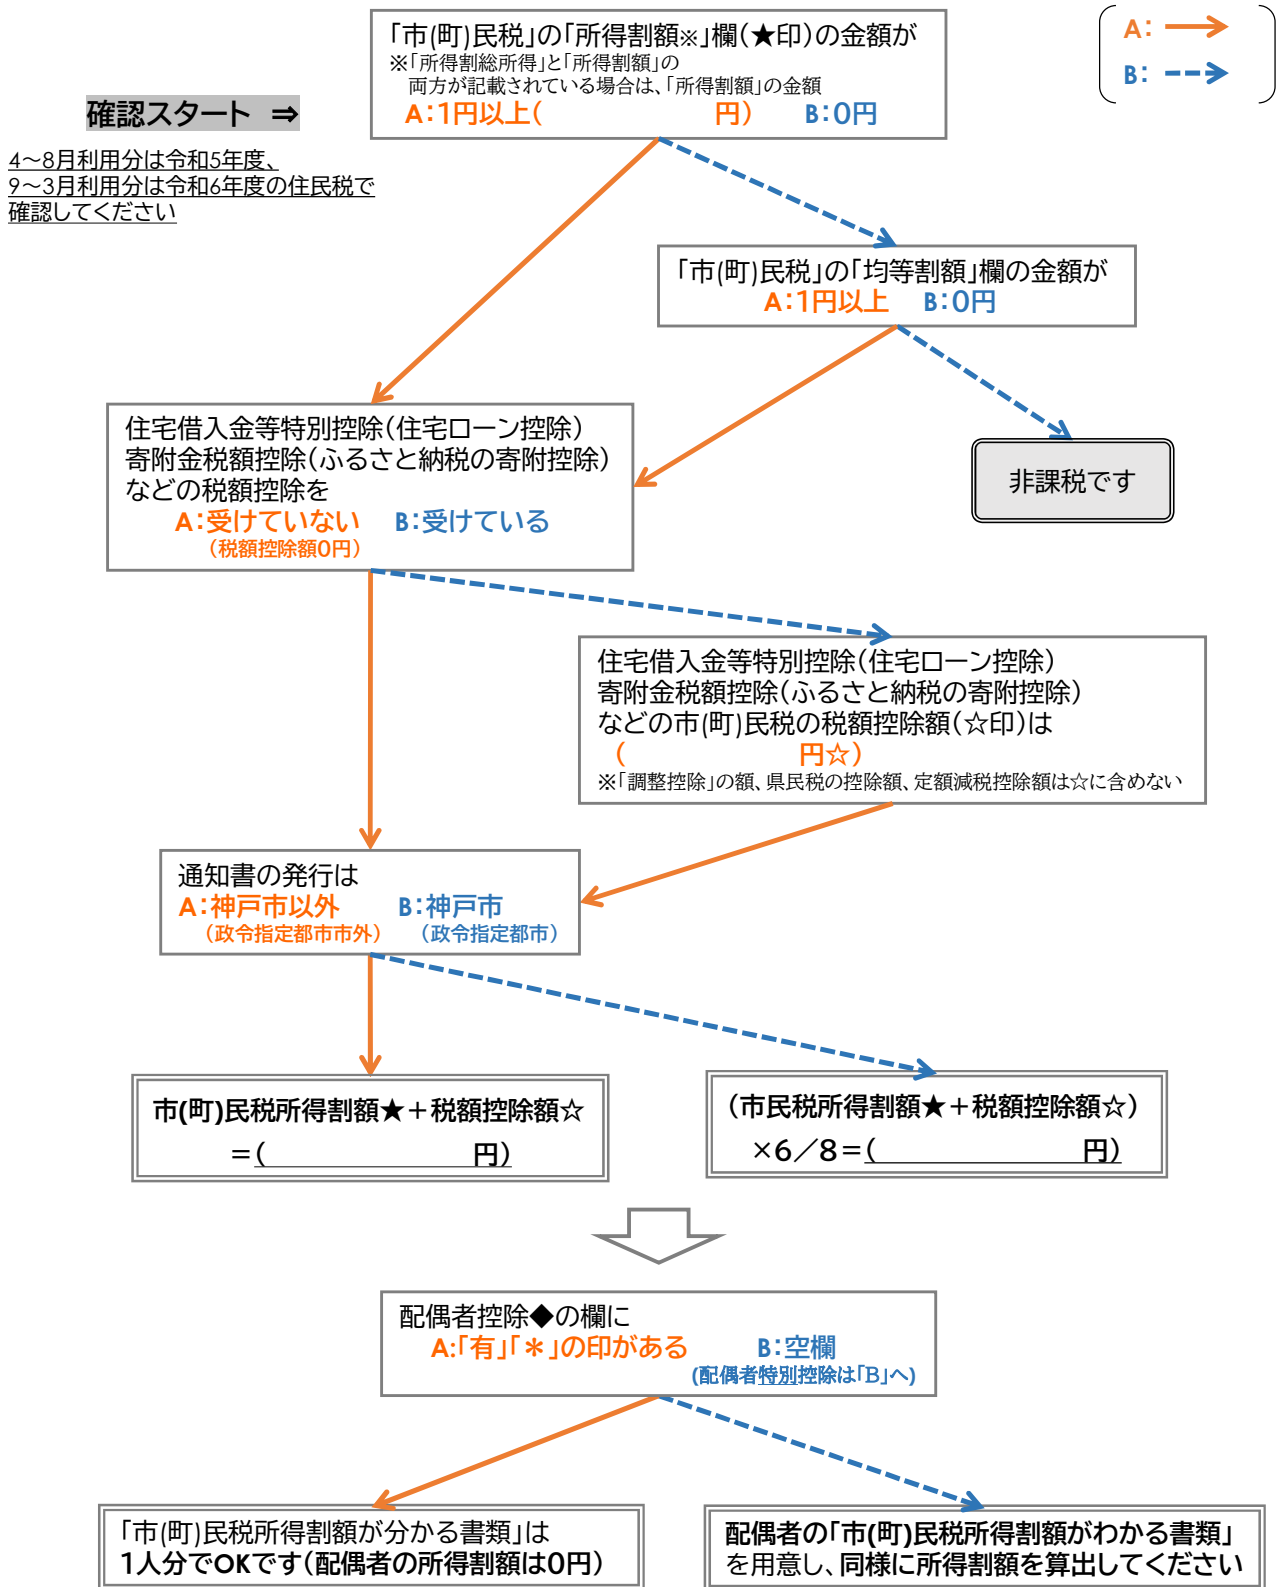 「市(町)民税」の「所得割額※」欄(★印)の金額が
※「所得割総所得」と「所得割額」の
両方が記載されている場合は、「所得割額」の金額
A:1円以上( 円) B:0円
A:
B:
確認スタート ⇒
4～8月利用分は令和5年度、
9～3月利用分は令和6年度の住民税で
確認してください
「市(町)民税」の「均等割額」欄の金額が
A:1円以上 B:0円
非課税です
住宅借入金等特別控除(住宅ローン控除)
寄附金税額控除(ふるさと納税の寄附控除)
などの税額控除を
A:受けていない B:受けている
(税額控除額0円)
住宅借入金等特別控除(住宅ローン控除)
寄附金税額控除(ふるさと納税の寄附控除)
などの市(町)民税の税額控除額(☆印)は
( 円☆)
※「調整控除」の額、県民税の控除額、定額減税控除額は☆に含めない
通知書の発行は
A:神戸市以外 B:神戸市
(政令指定都市市外) (政令指定都市)
市(町)民税所得割額★＋税額控除額☆
＝( 円)
(市民税所得割額★＋税額控除額☆)
×6／8＝( 円)
配偶者控除◆の欄に
A:「有」「＊」の印がある B:空欄
(配偶者特別控除は「B」へ)
「市(町)民税所得割額が分かる書類」は
1人分でOKです(配偶者の所得割額は0円)
配偶者の「市(町)民税所得割額がわかる書類」
を用意し、同様に所得割額を算出してください